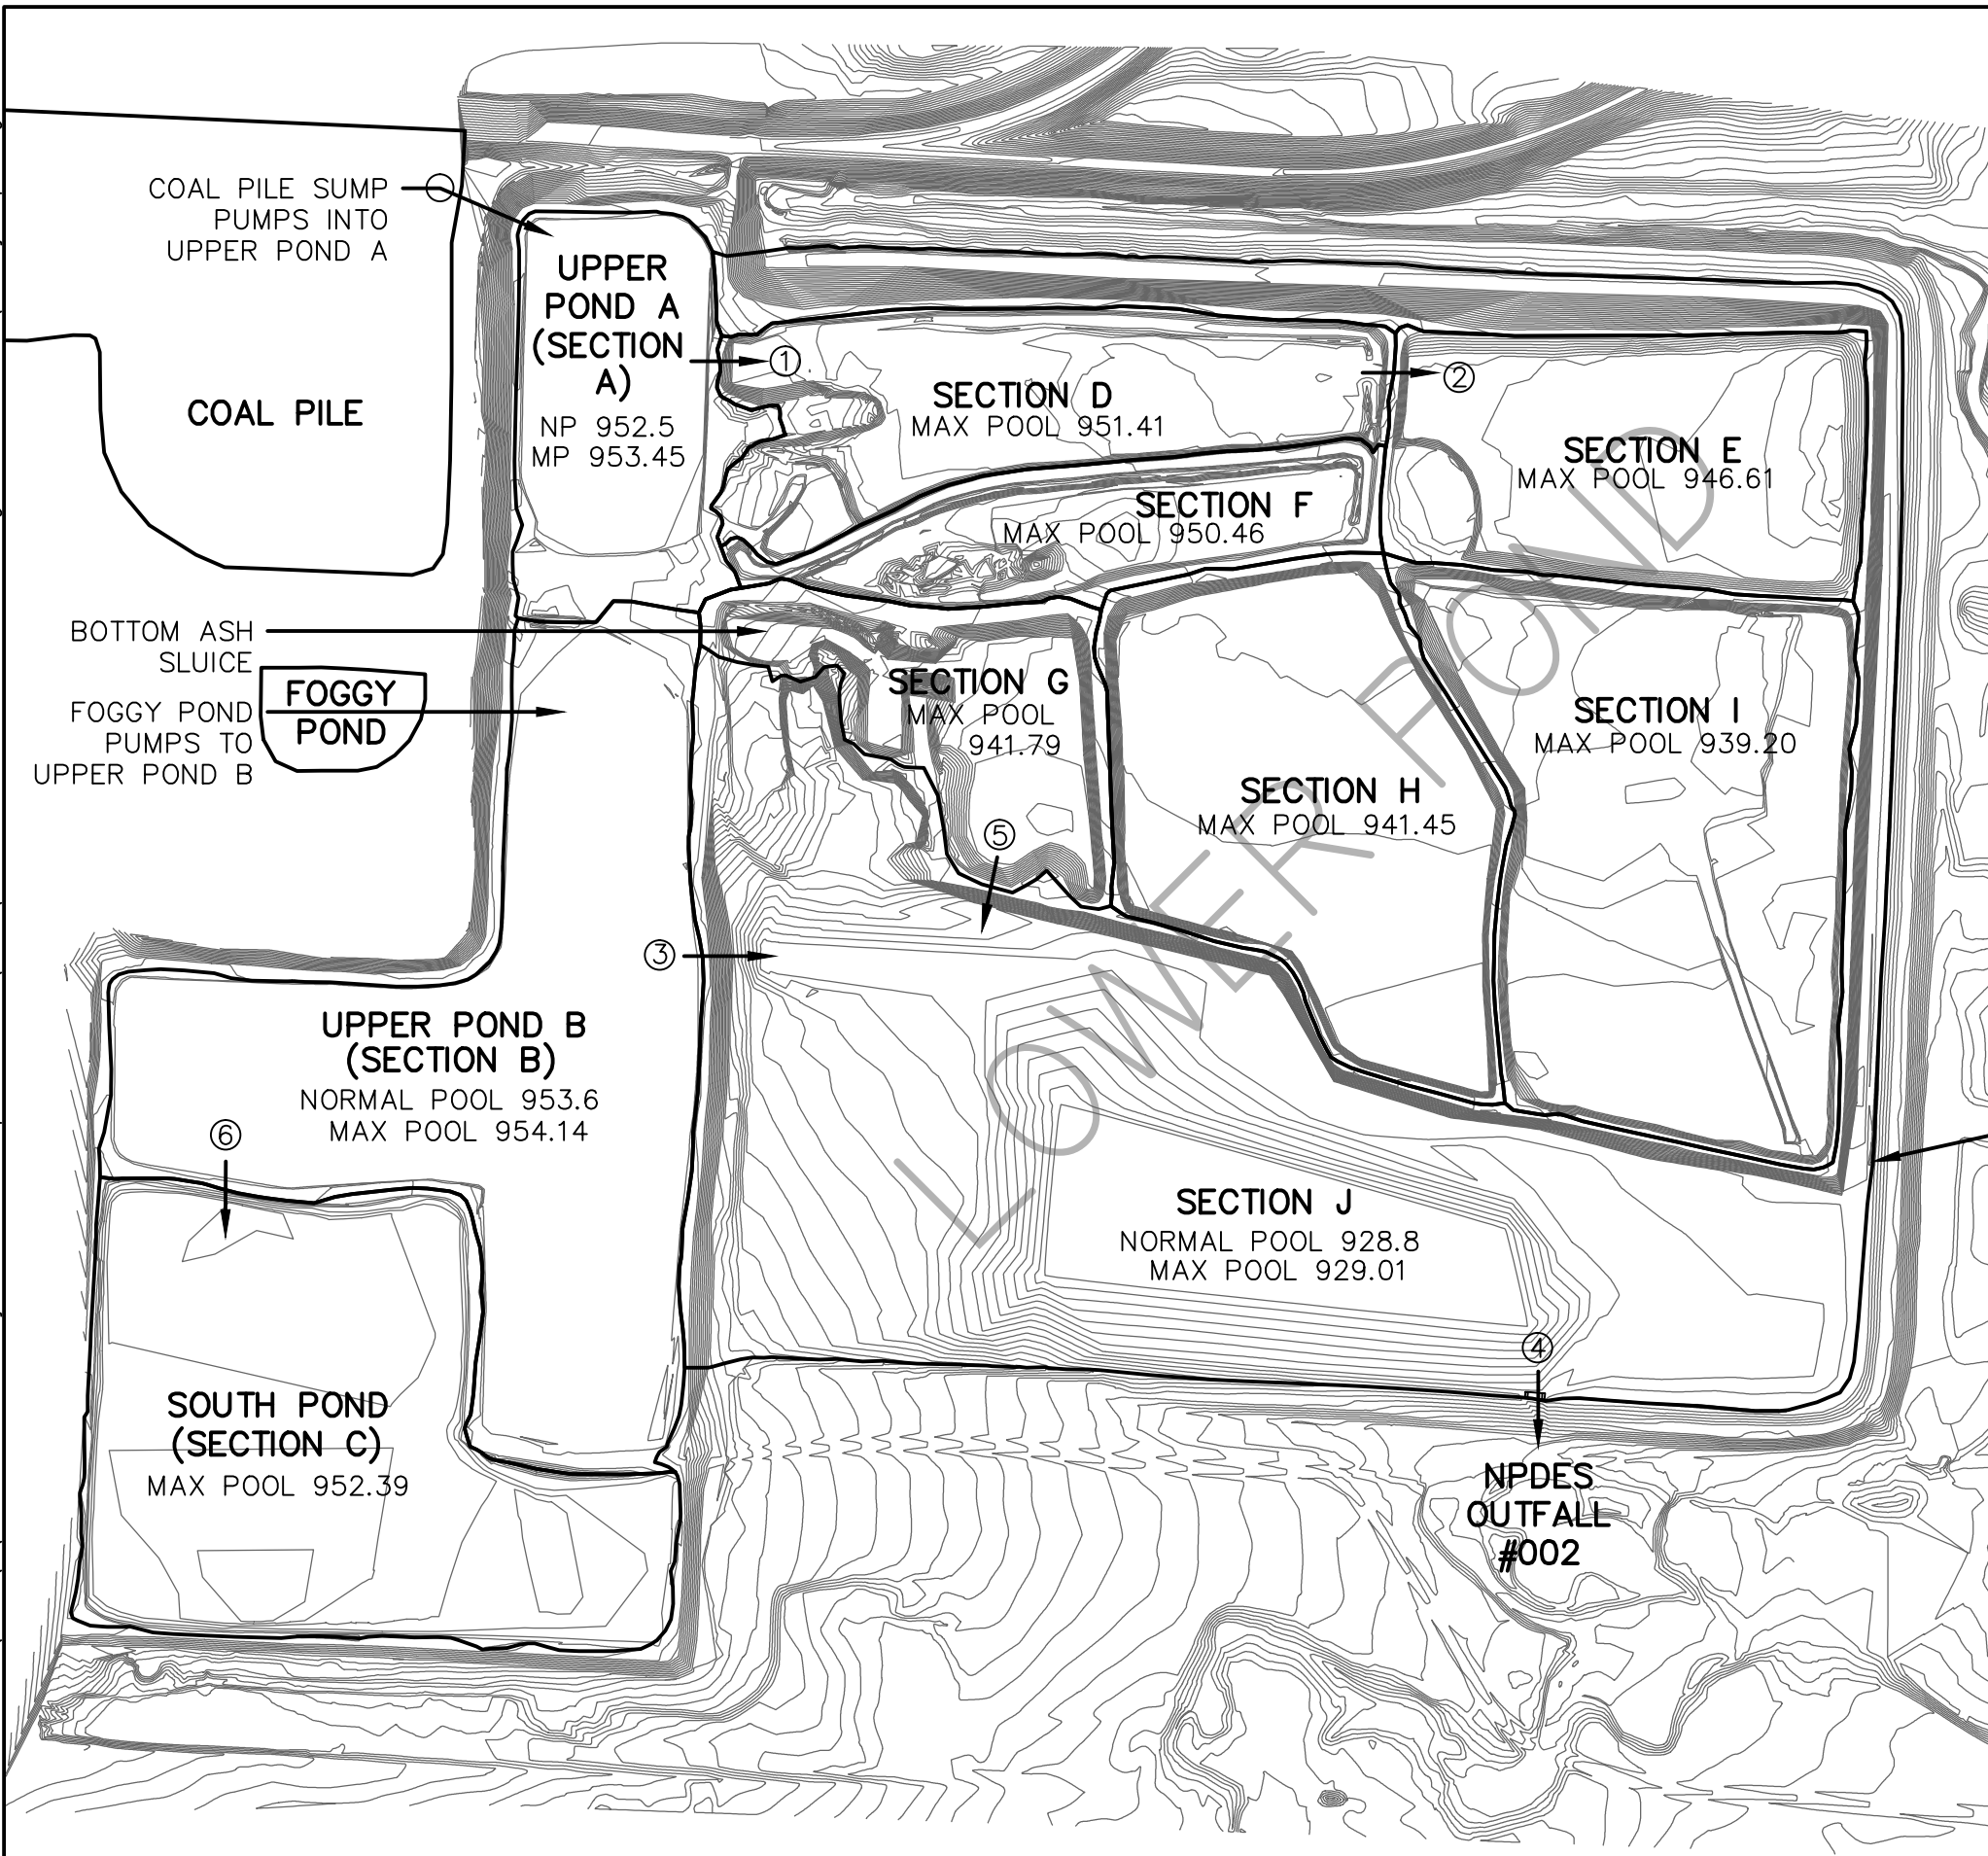 COAL PILE SUMP
PUMPS INTO
UPPER POND A
UPPER
POND A
(SECTION
A)
NP 952.5
MP 953.45
COAL PILE
①
SECTION D
MAX POOL 951.41
②
SECTION E
MAX POOL 946.61
SECTION F
MAX POOL 950.46
BOTTOM ASH
SLUICE
FOGGY
POND
FOGGY POND
PUMPS TO
UPPER POND B
SECTION G
MAX POOL
941.79
SECTION H
MAX POOL 941.45
SECTION I
MAX POOL 939.20
LOWER POND
⑤
③
UPPER POND B
(SECTION B)
NORMAL POOL 953.6
MAX POOL 954.14
⑥
SECTION J
NORMAL POOL 928.8
MAX POOL 929.01
④
SOUTH POND
(SECTION C)
MAX POOL 952.39
NPDES
OUTFALL
#002